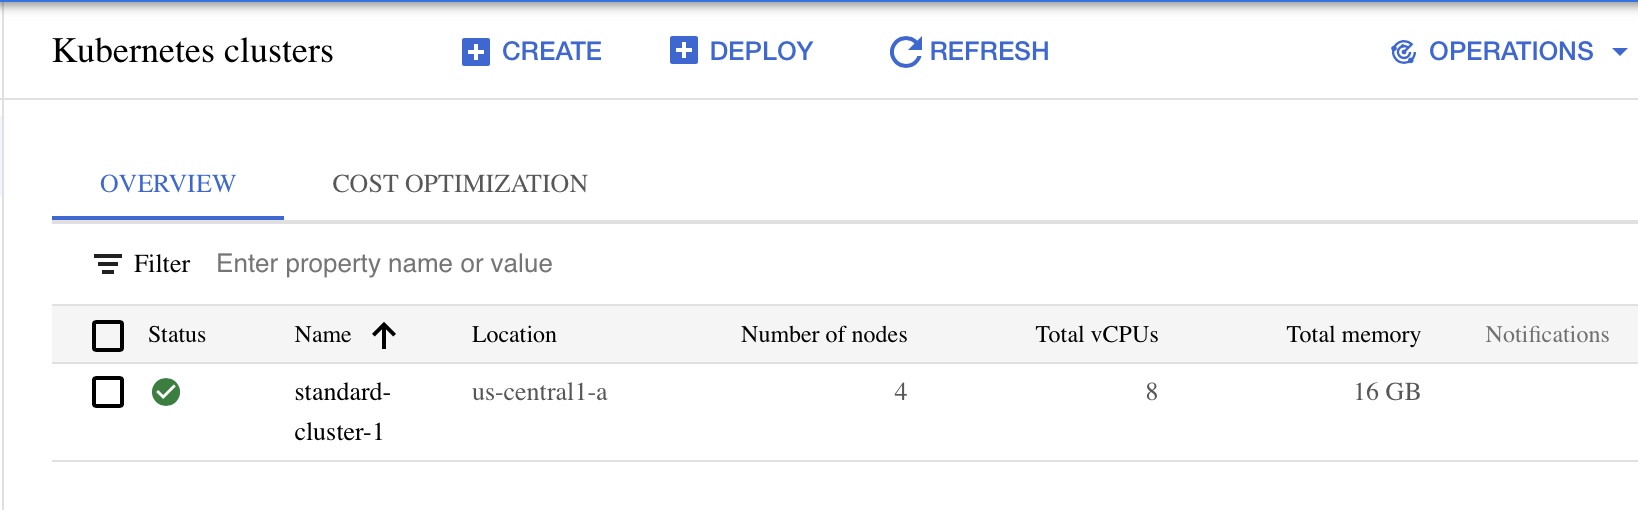 Kubernetes clusters CREATE DEPLOY REFRESH OPERATIONS
OVERVIEW COST OPTIMIZATION
Filter Enter property name or value
Status Name Location Number of nodes Total vCPUs Total memory Notifications
standard- us-central1-a 4 8 16 GB
cluster-1